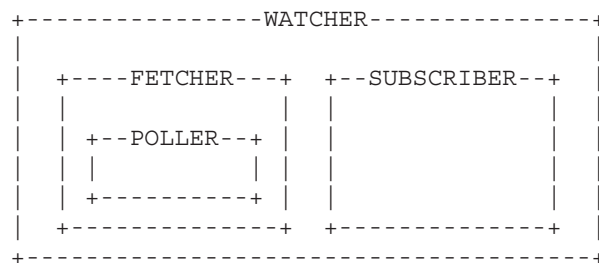 +----------------WATCHER---------------+
|                                      |
|  +----FETCHER---+  +--SUBSCRIBER--+  |
|  |              |  |              |  |
|  | +--POLLER--+ |  |              |  |
|  | |          | |  |              |  |
|  | +----------+ |  |              |  |
|  +--------------+  +--------------+  |
+--------------------------------------+